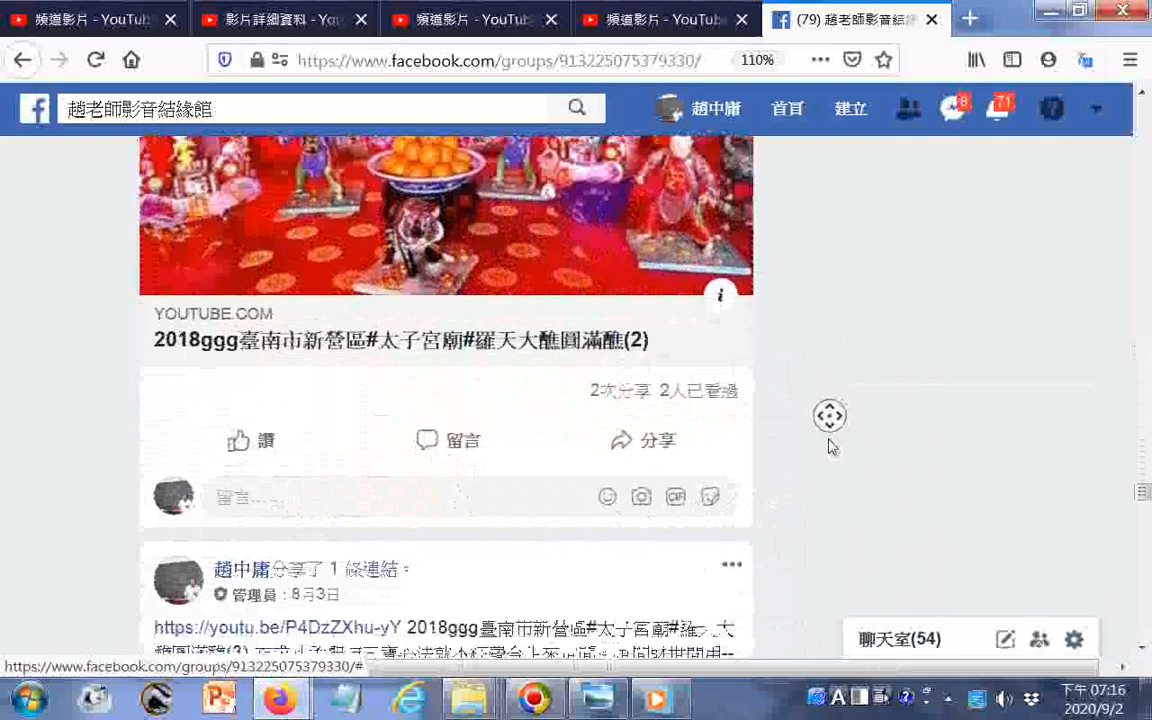 頻道影片 - YouTub
影片詳細資料 - You
頻道影片 - YouTub
頻道影片 - YouTub
(79) 趙老師影音結緣
https://www.facebook.com/groups/913225075379330/
110%
趙老師影音結緣館
趙中庸
首頁
建立
8
71
YOUTUBE.COM
2018ggg臺南市新營區#太子宮廟#羅天大醮圓滿醮(2)
2次分享 2人已看過
讚
留言
分享
留言......
趙中庸分享了 1 條連結。
管理員:8月3日
https://youtu.be/P4DzZXhu-yY 2018ggg臺南市新營區#太子宮廟#羅天大
聊天室(54)
https://www.facebook.com/groups/913225075379330/#
下午 07:16
2020/9/2